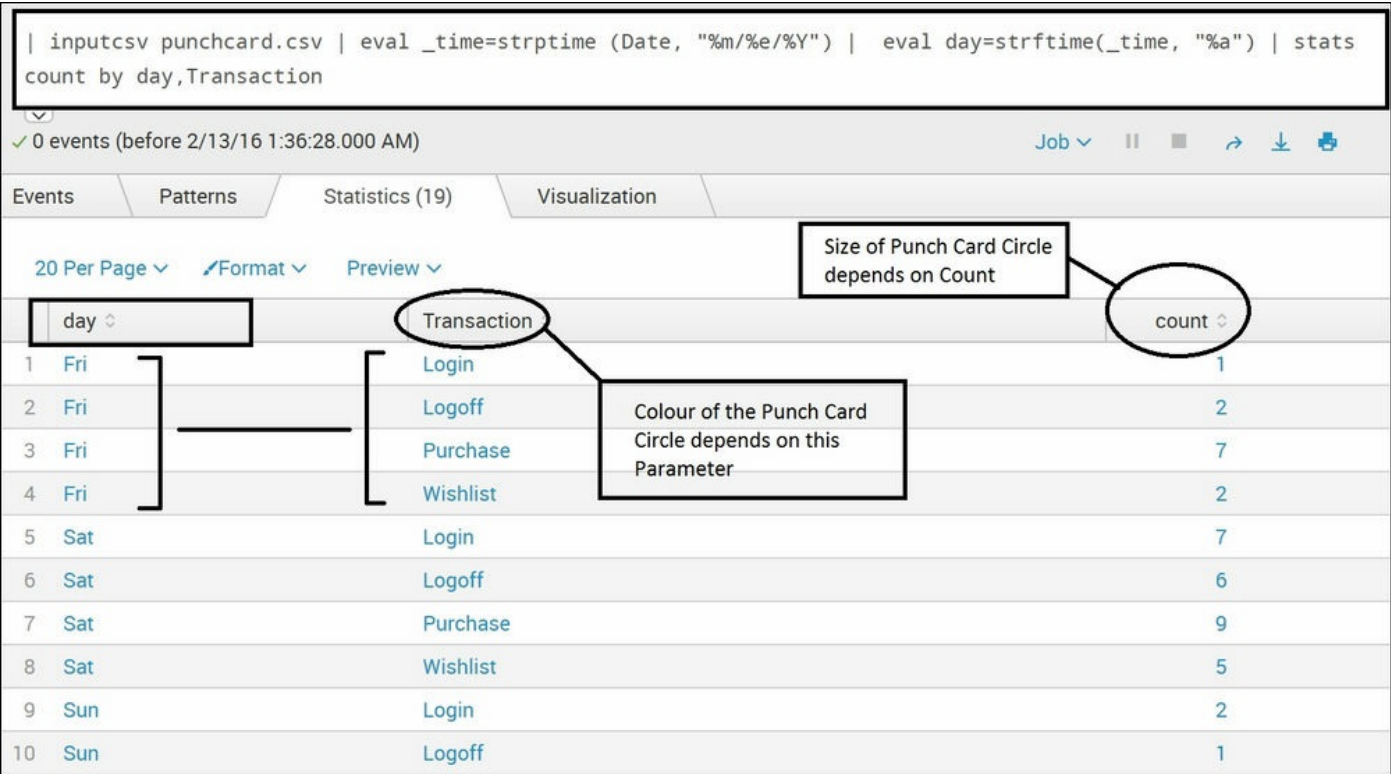 | inputcsv punchcard.csv | eval _time=strptime (Date, "%m/%e/%Y") | eval day=strftime(_time, "%a") | stats
count by day,Transaction
✓ 0 events (before 2/13/16 1:36:28.000 AM)
Job
Events Patterns Statistics (19) Visualization
Size of Punch Card Circle
depends on Count
20 Per Page Format Preview
day Transaction count
1 Fri Login 1
2 Fri Logoff 2
Colour of the Punch Card
Circle depends on this
Parameter
3 Fri Purchase 7
4 Fri Wishlist 2
5 Sat Login 7
6 Sat Logoff 6
7 Sat Purchase 9
8 Sat Wishlist 5
9 Sun Login 2
10 Sun Logoff 1